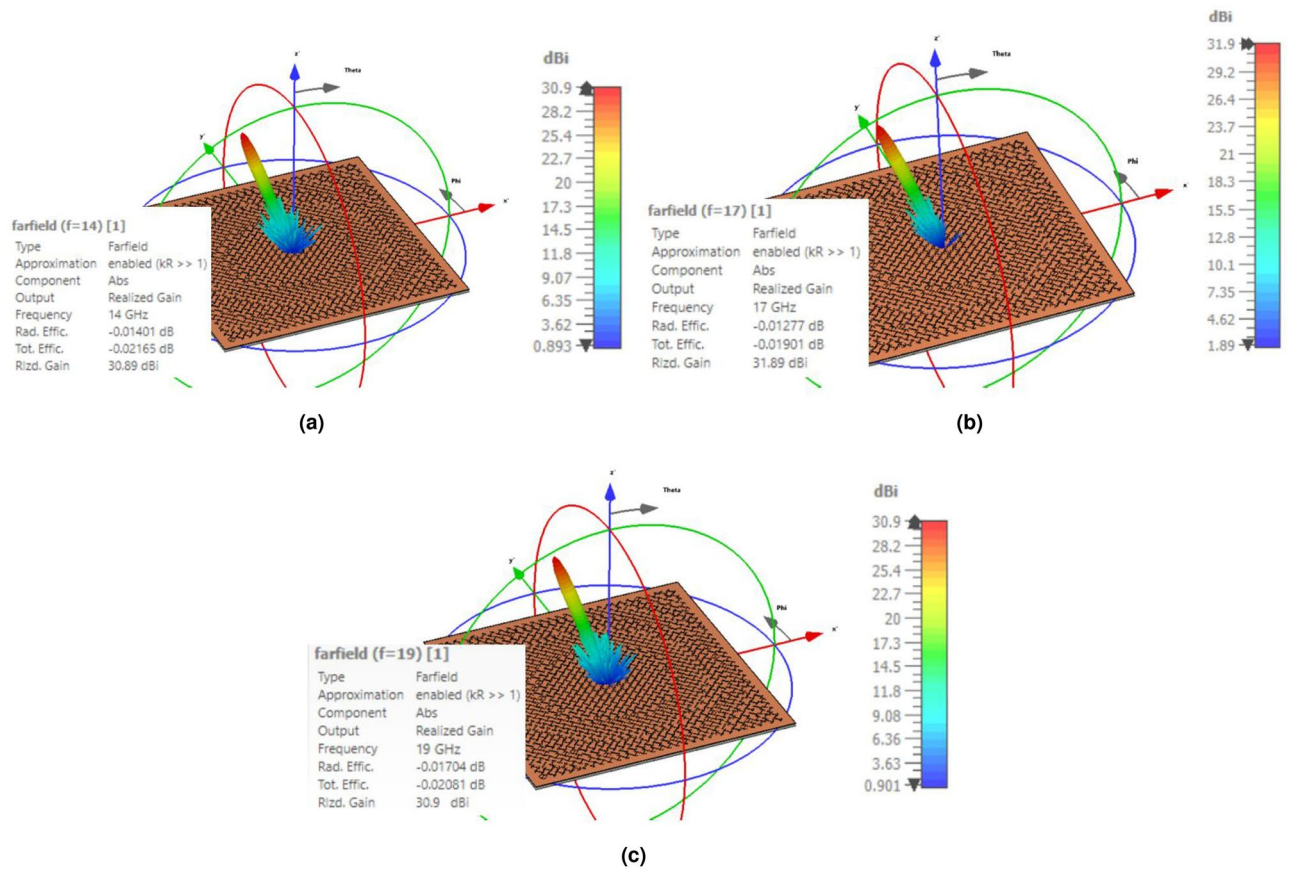 dBi
z'
Theta
y'
Phi
x'
30.9
28.2
25.4
22.7
20
17.3
14.5
11.8
9.07
6.35
3.62
0.893
farfield (f=14) [1]
Type Farfield
Approximation enabled (kR >> 1)
Component Abs
Output Realized Gain
Frequency 14 GHz
Rad. Effic. -0.01401 dB
Tot. Effic. -0.02165 dB
Rlzd. Gain 30.89 dBi
(a)
dBi
z'
Theta
y'
Phi
x'
31.9
29.2
26.4
23.7
21
18.3
15.5
12.8
10.1
7.35
4.62
1.89
farfield (f=17) [1]
Type Farfield
Approximation enabled (kR >> 1)
Component Abs
Output Realized Gain
Frequency 17 GHz
Rad. Effic. -0.01277 dB
Tot. Effic. -0.01901 dB
Rlzd. Gain 31.89 dBi
(b)
dBi
z'
Theta
y'
Phi
x'
30.9
28.2
25.4
22.7
20
17.3
14.5
11.8
9.08
6.36
3.63
0.901
farfield (f=19) [1]
Type Farfield
Approximation enabled (kR >> 1)
Component Abs
Output Realized Gain
Frequency 19 GHz
Rad. Effic. -0.01704 dB
Tot. Effic. -0.02081 dB
Rlzd. Gain 30.9 dBi
(c)